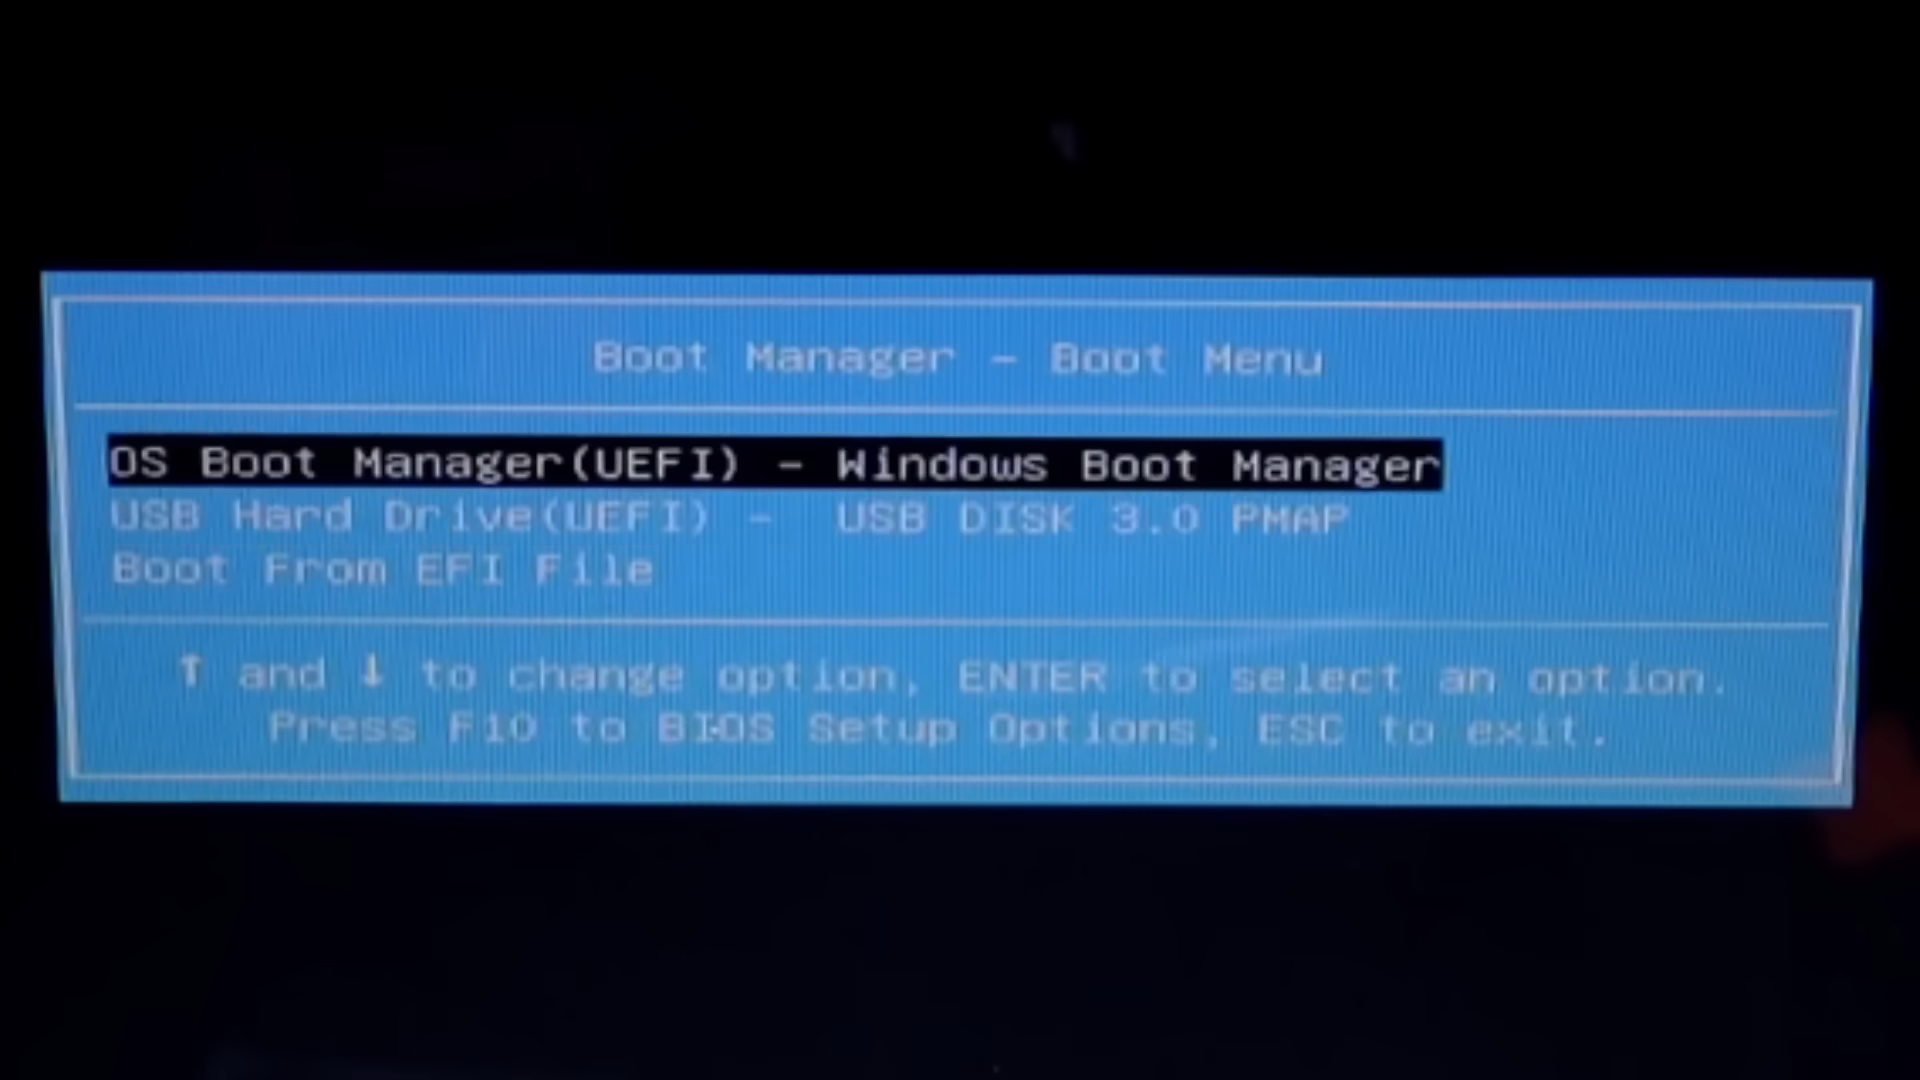 Boot Manager - Boot Menu
OS Boot Manager(UEFI) - Windows Boot Manager
USB Hard Drive(UEFI) -  USB DISK 3.0 PMAP
Boot From EFI File
↑ and ↓ to change option, ENTER to select an option.
Press F10 to BIOS Setup Options, ESC to exit.